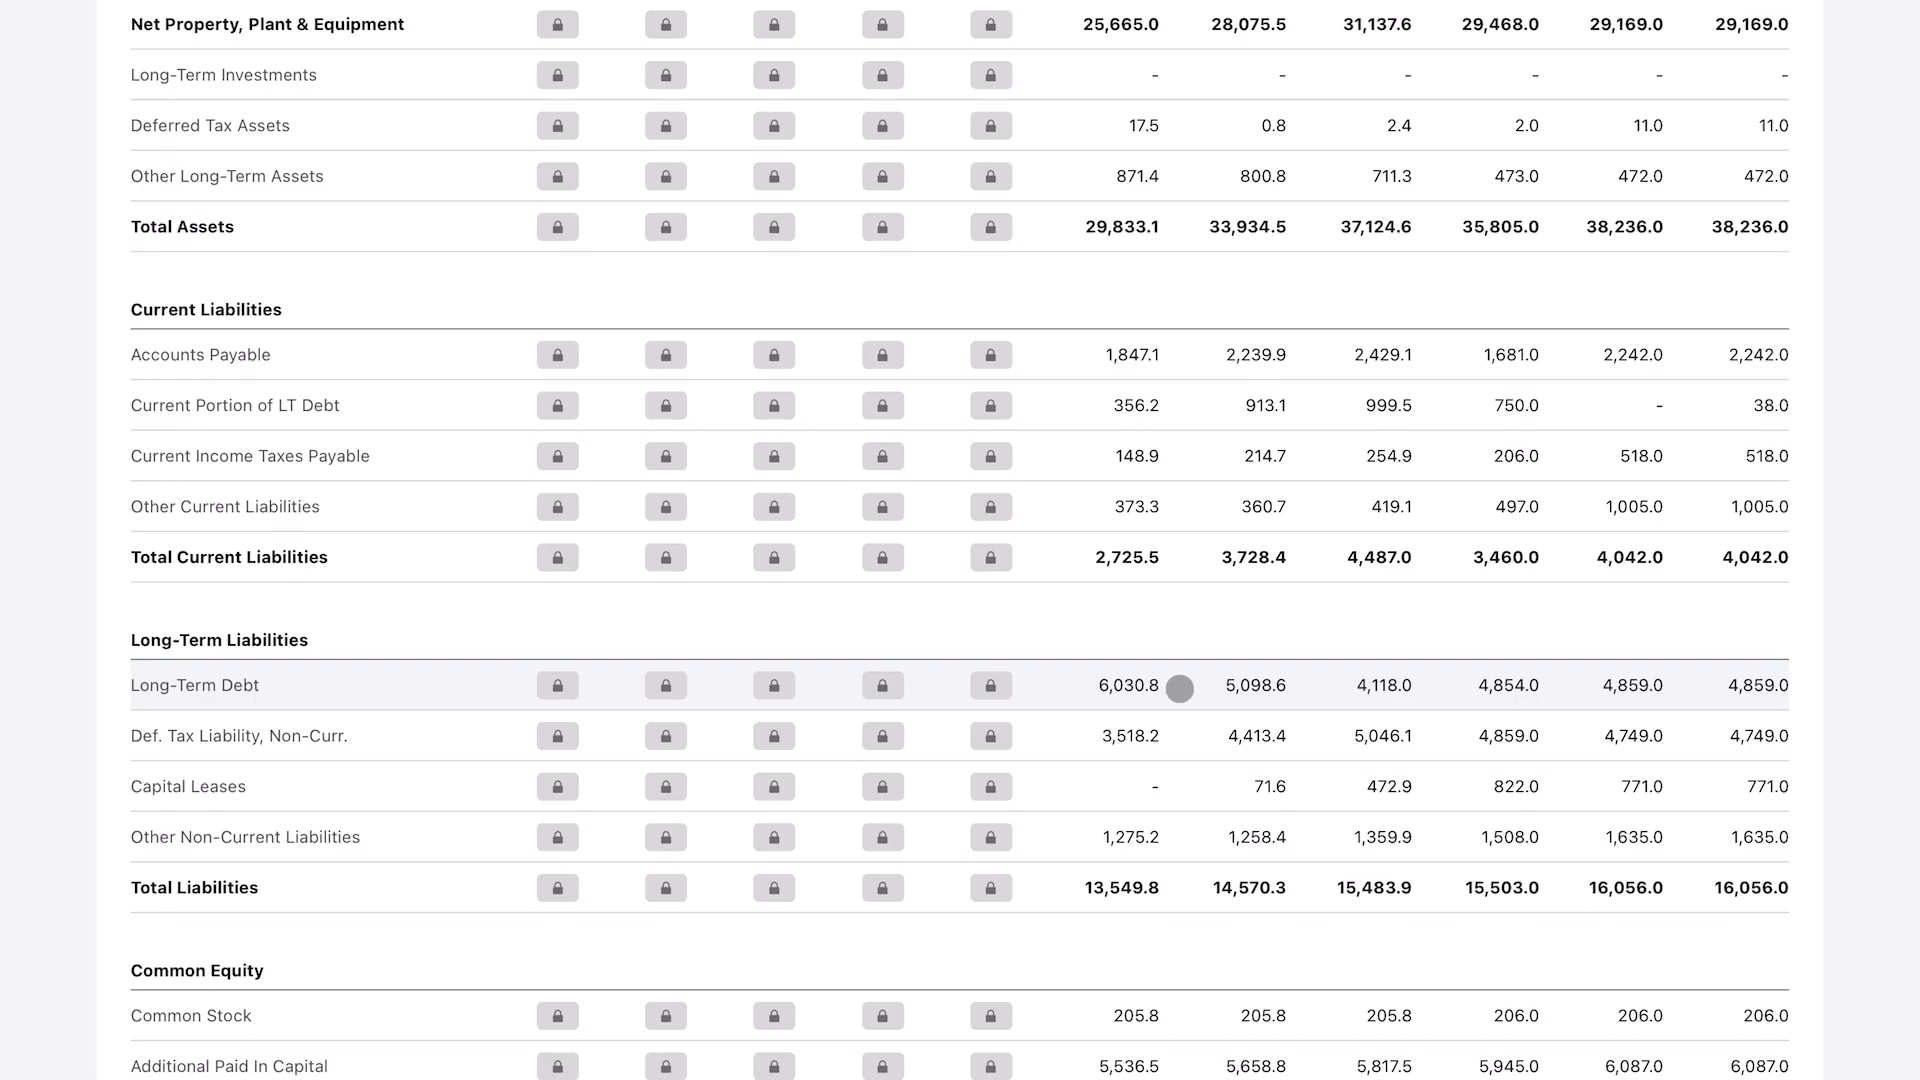 Net Property, Plant & Equipment 25,665.0 28,075.5 31,137.6 29,468.0 29,169.0 29,169.0
Long-Term Investments - - - - - -
Deferred Tax Assets 17.5 0.8 2.4 2.0 11.0 11.0
Other Long-Term Assets 871.4 800.8 711.3 473.0 472.0 472.0
Total Assets 29,833.1 33,934.5 37,124.6 35,805.0 38,236.0 38,236.0
Current Liabilities
Accounts Payable 1,847.1 2,239.9 2,429.1 1,681.0 2,242.0 2,242.0
Current Portion of LT Debt 356.2 913.1 999.5 750.0 - 38.0
Current Income Taxes Payable 148.9 214.7 254.9 206.0 518.0 518.0
Other Current Liabilities 373.3 360.7 419.1 497.0 1,005.0 1,005.0
Total Current Liabilities 2,725.5 3,728.4 4,487.0 3,460.0 4,042.0 4,042.0
Long-Term Liabilities
Long-Term Debt 6,030.8 5,098.6 4,118.0 4,854.0 4,859.0 4,859.0
Def. Tax Liability, Non-Curr. 3,518.2 4,413.4 5,046.1 4,859.0 4,749.0 4,749.0
Capital Leases - 71.6 472.9 822.0 771.0 771.0
Other Non-Current Liabilities 1,275.2 1,258.4 1,359.9 1,508.0 1,635.0 1,635.0
Total Liabilities 13,549.8 14,570.3 15,483.9 15,503.0 16,056.0 16,056.0
Common Equity
Common Stock 205.8 205.8 205.8 206.0 206.0 206.0
Additional Paid In Capital 5,536.5 5,658.8 5,817.5 5,945.0 6,087.0 6,087.0